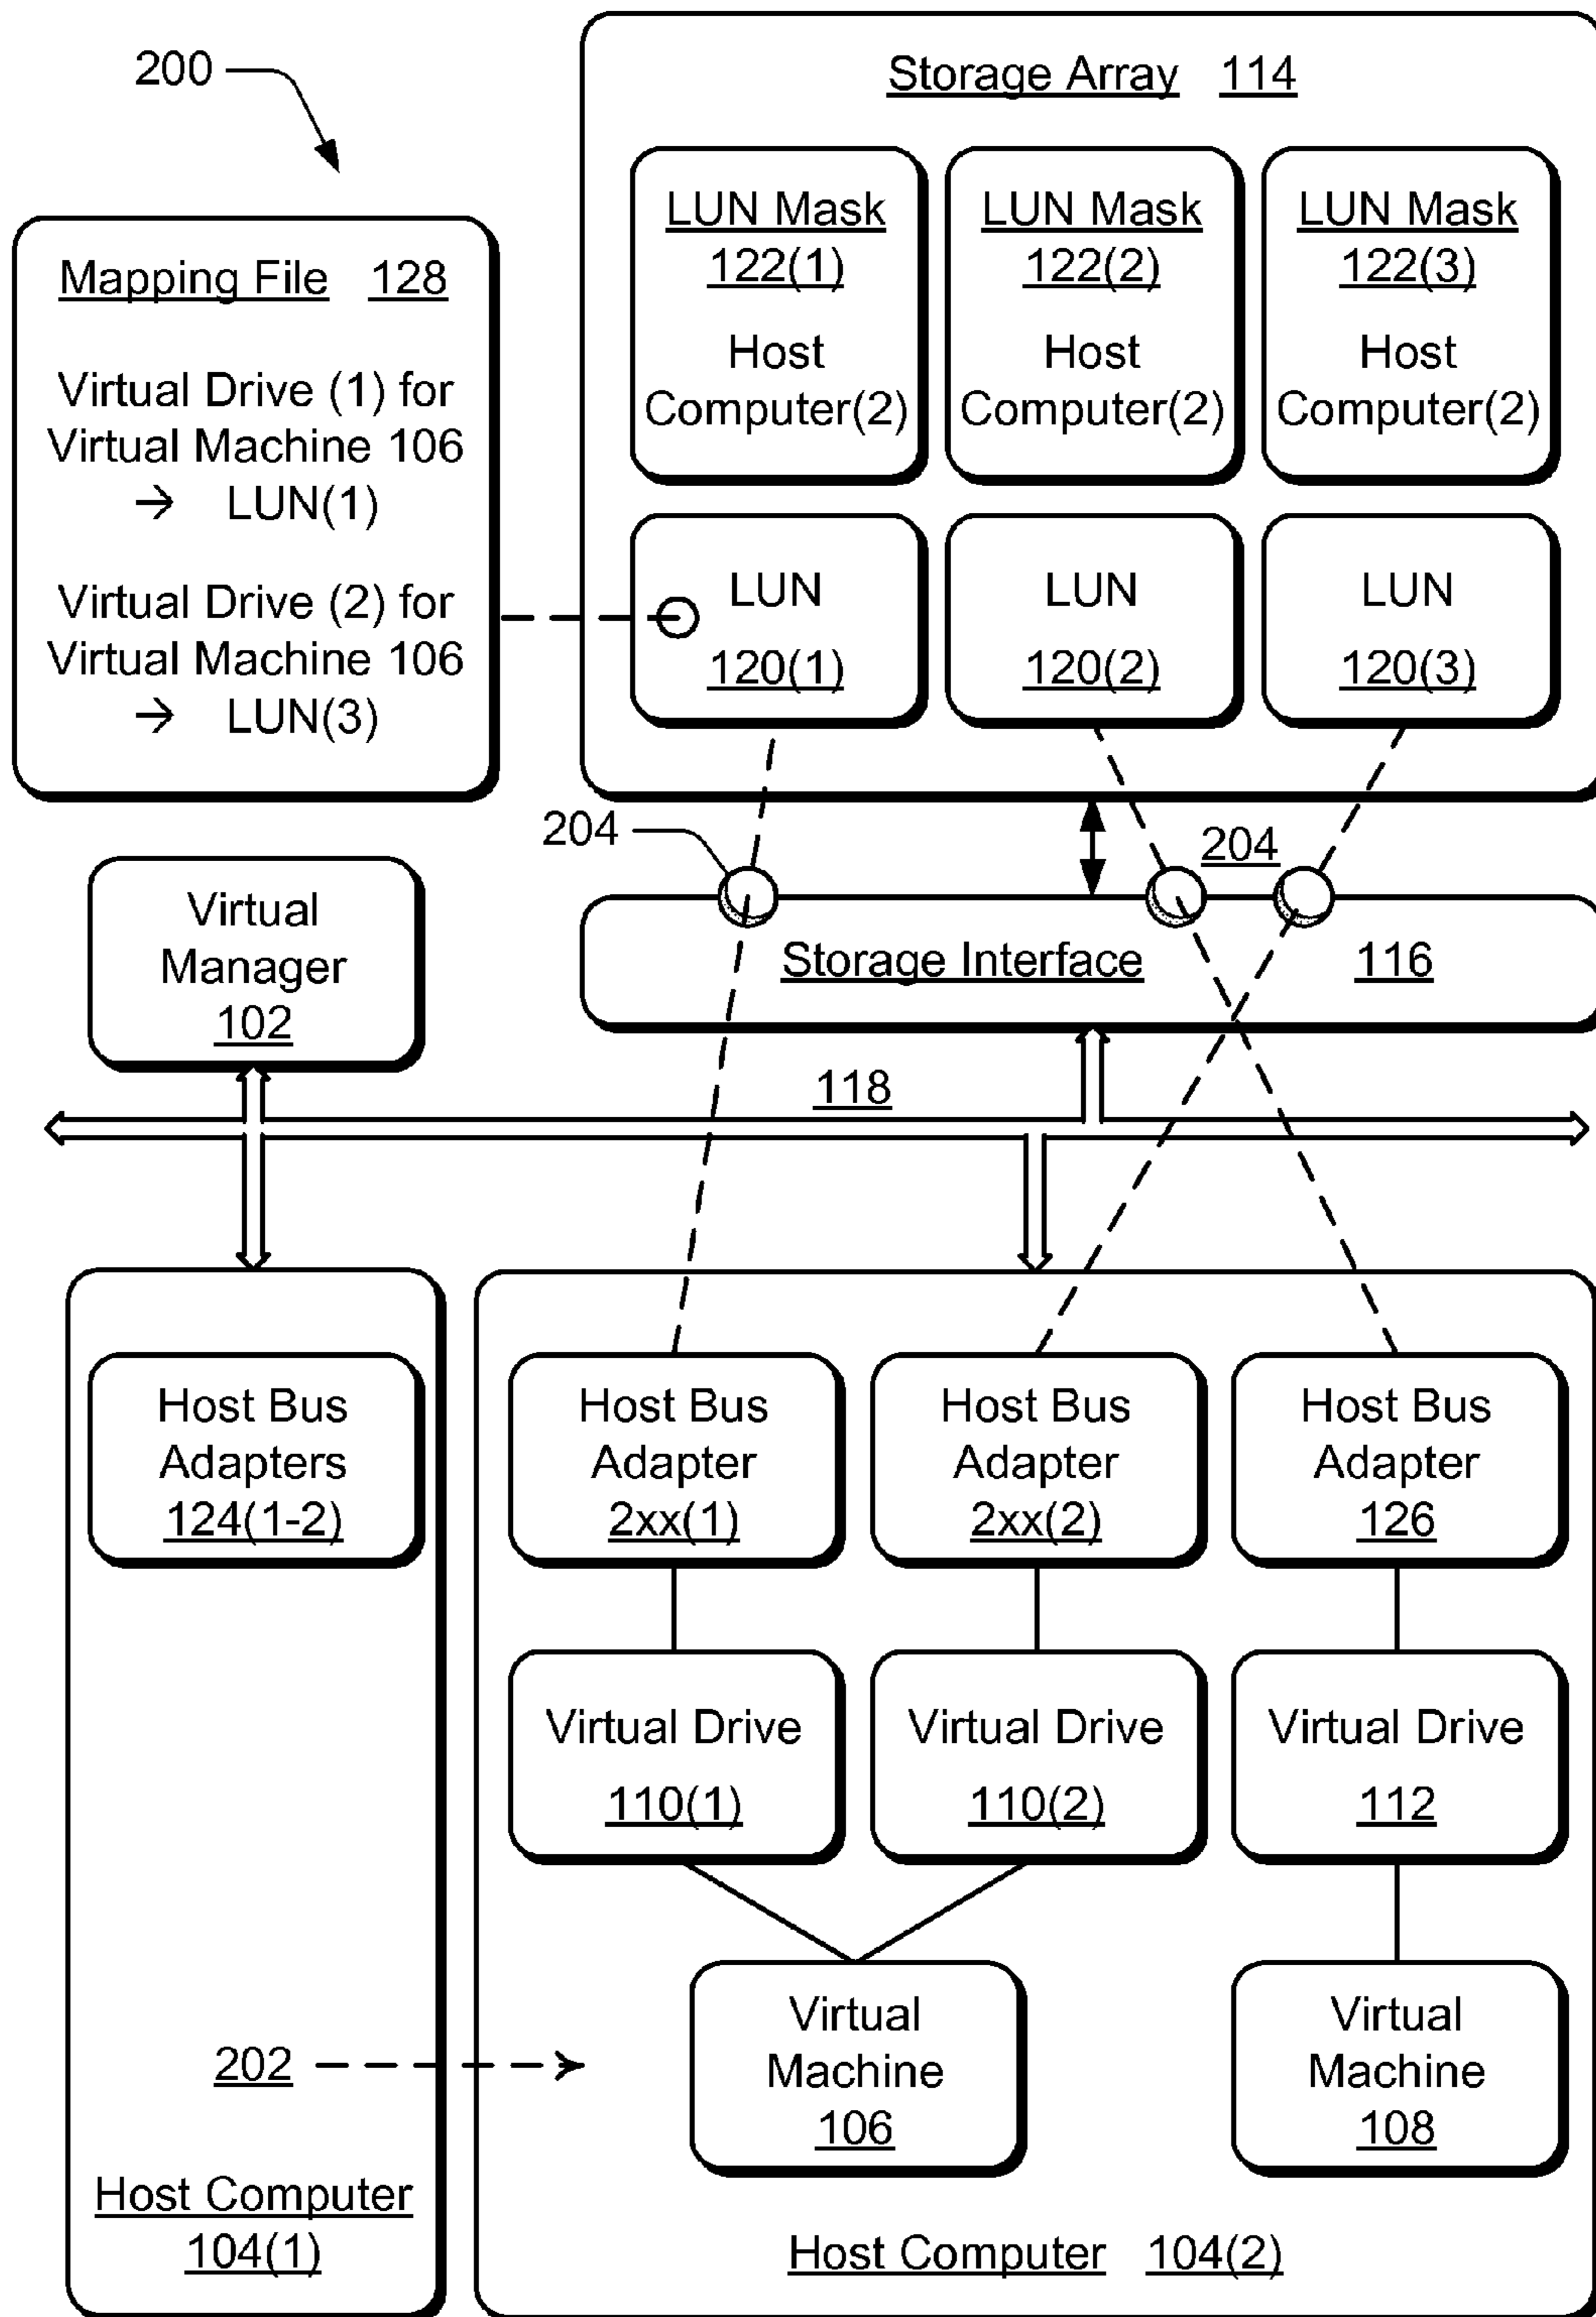 200
Storage Array 114
LUN Mask
122(1)
Host
Computer(2)
LUN Mask
122(2)
Host
Computer(2)
LUN Mask
122(3)
Host
Computer(2)
Mapping File 128
Virtual Drive (1) for
Virtual Machine 106
→ LUN(1)
Virtual Drive (2) for
Virtual Machine 106
→ LUN(3)
LUN
120(1)
LUN
120(2)
LUN
120(3)
204
204
Virtual
Manager
102
Storage Interface 116
118
Host Bus
Adapters
124(1-2)
Host Bus
Adapter
2xx(1)
Host Bus
Adapter
2xx(2)
Host Bus
Adapter
126
Virtual Drive
110(1)
Virtual Drive
110(2)
Virtual Drive
112
202
Virtual
Machine
106
Virtual
Machine
108
Host Computer
104(1)
Host Computer 104(2)